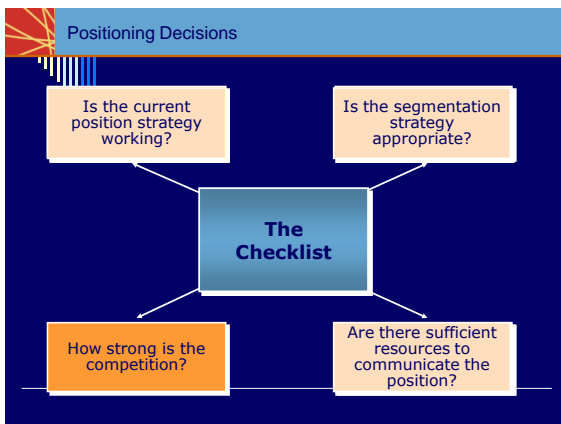 Positioning Decisions
Is the current
position strategy
working?
Is the segmentation
strategy
appropriate?
The
Checklist
How strong is the
competition?
Are there sufficient
resources to
communicate the
position?